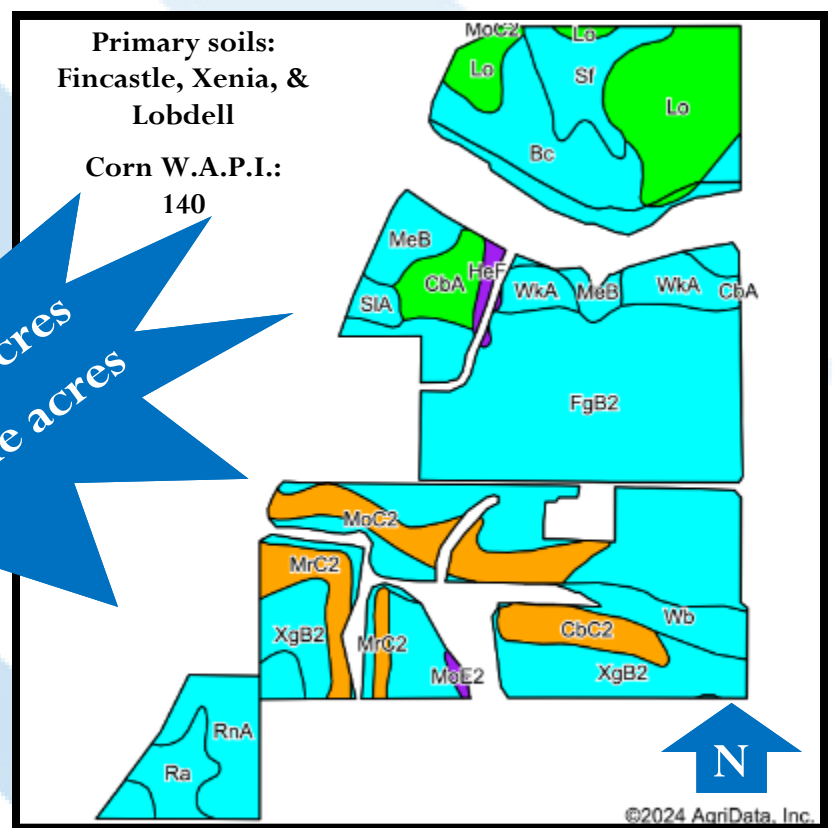 Primary soils:
Fincastle, Xenia, &
Lobdell
Corn W.A.P.I.:
140
acres
acres
MoC2
Lo
Lo
Sf
Lo
Bc
MeB
HeF
CbA
SlA
WkA
MeB
WkA
CbA
FgB2
MoC2
MrC2
XgB2
MrC2
MoE2
CbC2
Wb
XgB2
RnA
Ra
N
©2024 AgriData, Inc.